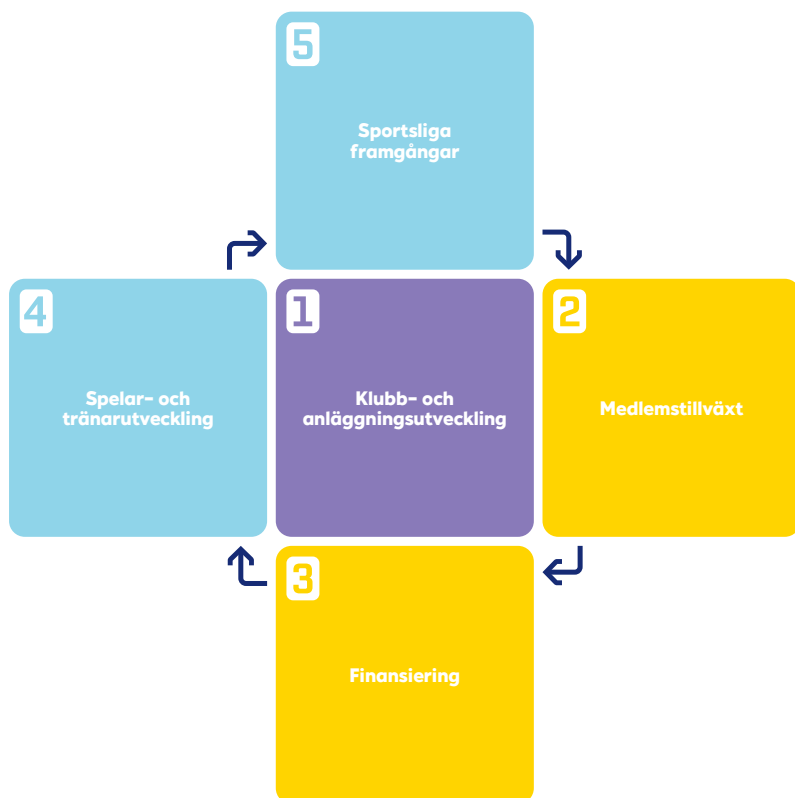 5
Sportsliga
framgångar
4
Spelar- och
tränarutveckling
1
Klubb- och
anläggningsutveckling
2
Medlemstillväxt
3
Finansiering